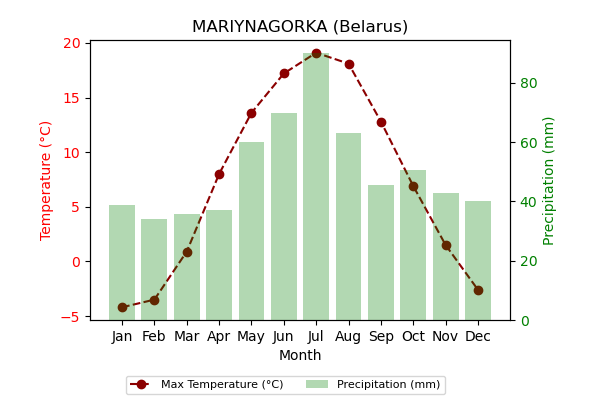 MARIYNAGORKA (Belarus)
20
15
10
5
0
−5
Temperature (°C)
80
60
40
20
0
Precipitation (mm)
Jan Feb Mar Apr May Jun Jul Aug Sep Oct Nov Dec
Month
Max Temperature (°C) Precipitation (mm)